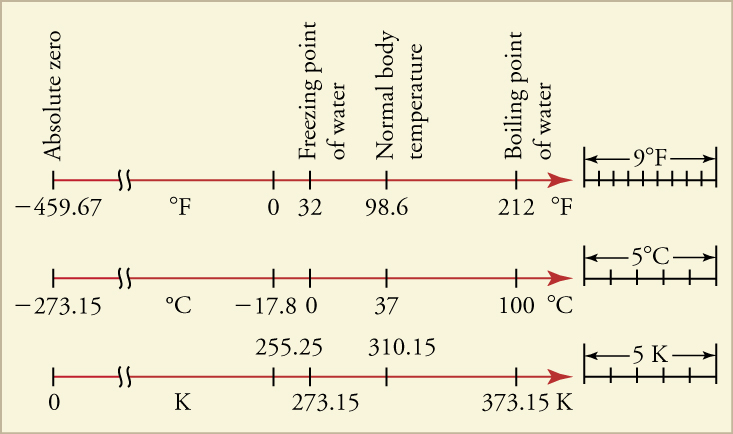 Absolute zero
Freezing point
of water
Normal body
temperature
Boiling point
of water
9°F
−459.67 °F 0 32 98.6 212 °F
5°C
−273.15 °C −17.8 0 37 100 °C
255.25 310.15
5 K
0 K 273.15 373.15 K